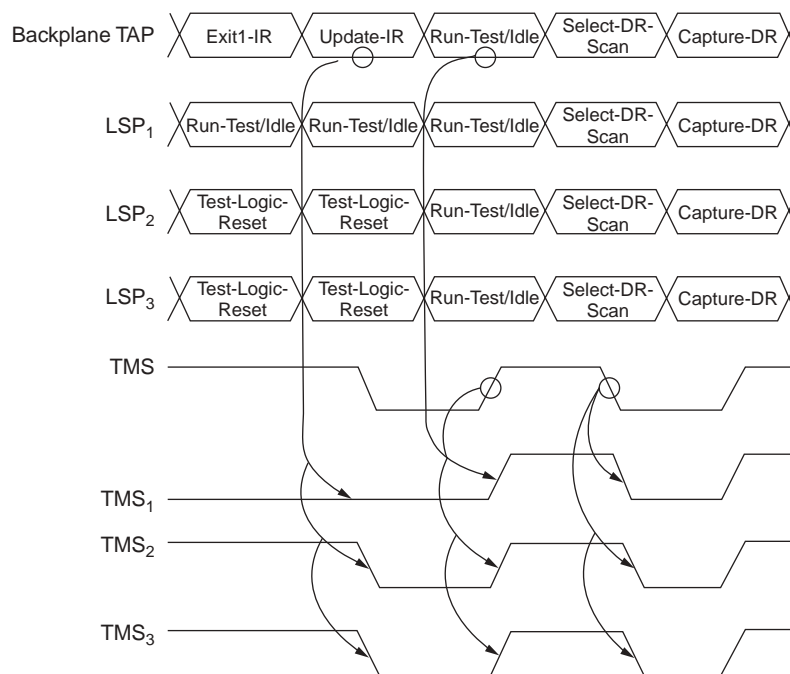 Backplane TAP Exit1-IR Update-IR Run-Test/Idle Select-DR-
Scan Capture-DR
LSP1 Run-Test/Idle Run-Test/Idle Run-Test/Idle Select-DR-
Scan Capture-DR
LSP2 Test-Logic-
Reset Test-Logic-
Reset Run-Test/Idle Select-DR-
Scan Capture-DR
LSP3 Test-Logic-
Reset Test-Logic-
Reset Run-Test/Idle Select-DR-
Scan Capture-DR
TMS
TMS1
TMS2
TMS3